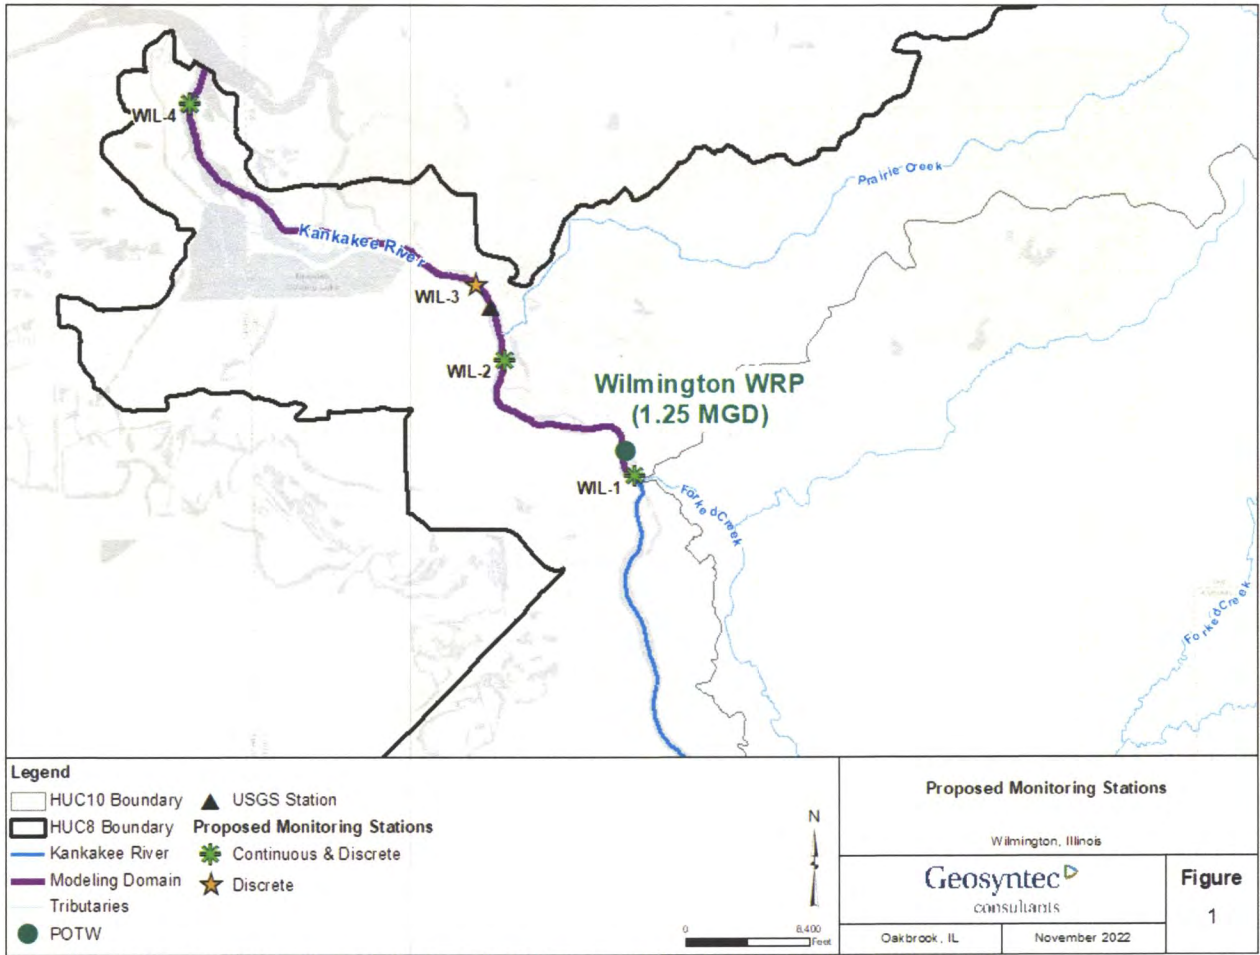 WIL-4
Prairie Creek
Kankakee River
WIL-3
WIL-2
Wilmington WRP
(1.25 MGD)
WIL-1
Forked Creek
Forked Creek
Legend
HUC10 Boundary
HUC8 Boundary
Kankakee River
Modeling Domain
Tributaries
POTW
USGS Station
Proposed Monitoring Stations
Continuous & Discrete
Discrete
N
0 8,400
Feet
Proposed Monitoring Stations
Wilmington, Illinois
Geosyntec
consultants
Oakbrook, IL
November 2022
Figure
1